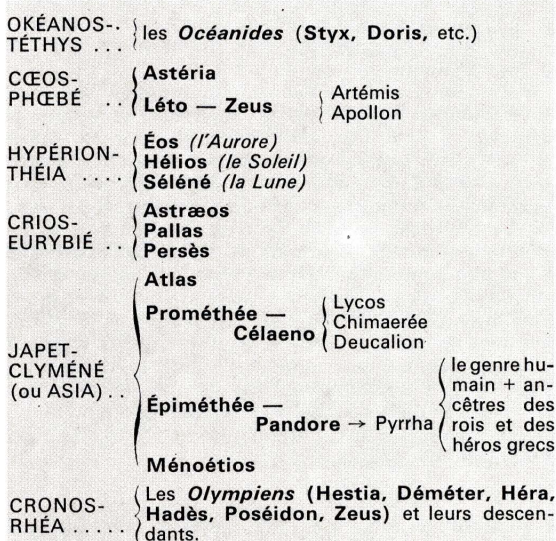 OKÉANOS-. les Océanides (Styx, Doris, etc.)
TÉTHYS ...
CŒOS- Astéria
PHŒBÉ .. Léto — Zeus Artémis
Apollon
HYPÉRION- Éos (l'Aurore)
THÉIA .... Hélios (le Soleil)
Séléné (la Lune)
CRIOS- Astræos
EURYBIÉ .. Pallas
Persès
JAPET-
CLYMÉNÉ
(ou ASIA) ..
Atlas
Prométhée —
Célaeno
Lycos
Chimaerée
Deucalion
Épiméthée —
Pandore → Pyrrha
le genre hu-
main + an-
cêtres des
rois et des
héros grecs
Ménoétios
CRONOS- Les Olympiens (Hestia, Déméter, Héra,
RHÉA ..... Hadès, Poséidon, Zeus) et leurs descen-
dants.